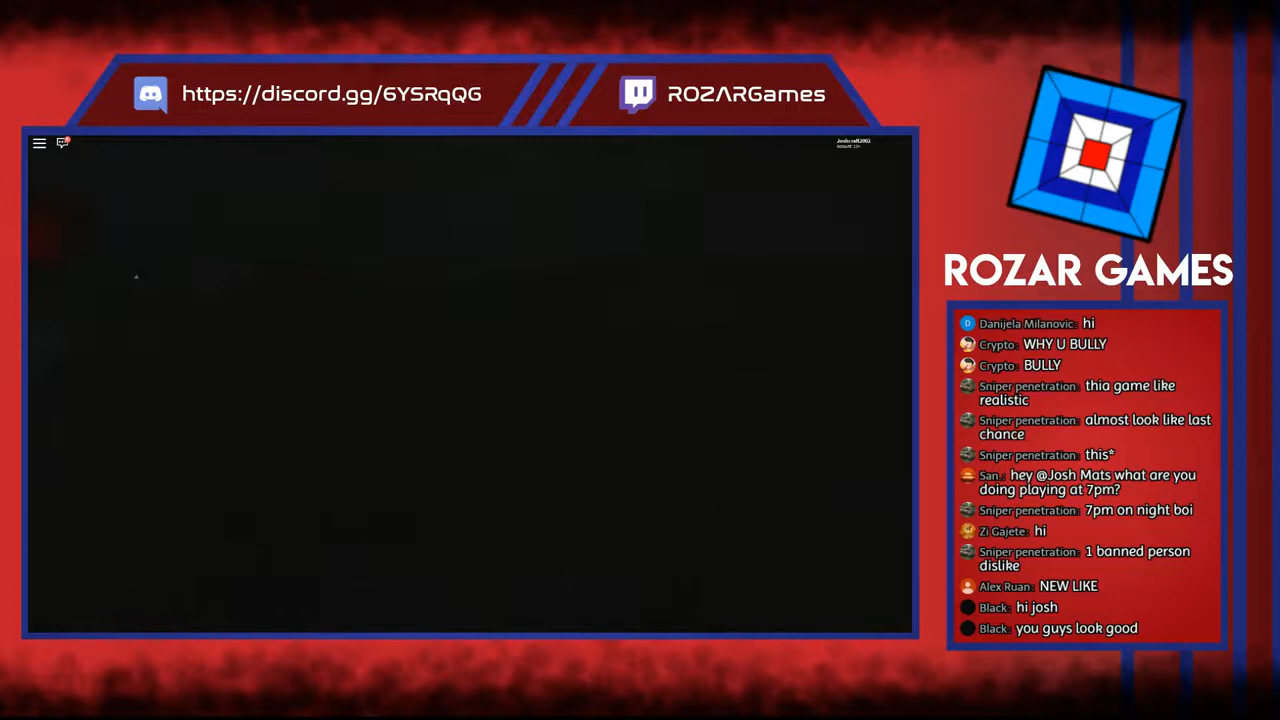 https://discord.gg/6YSRqQG
ROZARGames
Joshcraft2002
Account: 13+
ROZAR GAMES
Danijela Milanovic: hi
Crypto: WHY U BULLY
Crypto: BULLY
Sniper penetration: thia game like
realistic
Sniper penetration: almost look like last
chance
Sniper penetration: this*
San.: hey @Josh Mats what are you
doing playing at 7pm?
Sniper penetration: 7pm on night boi
Zi Gajete: hi
Sniper penetration: 1 banned person
dislike
Alex Ruan: NEW LIKE
Black: hi josh
Black: you guys look good